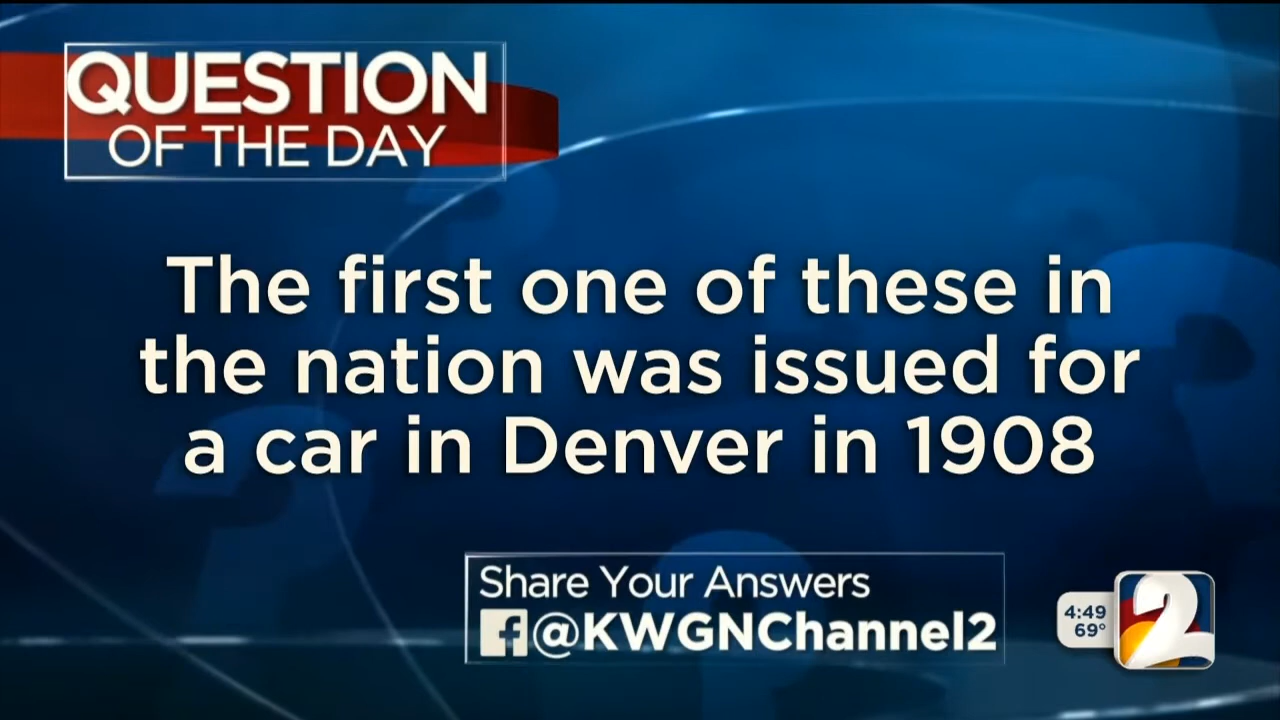 QUESTION
OF THE DAY
The first one of these in
the nation was issued for
a car in Denver in 1908
Share Your Answers
f@KWGNChannel2
4:49
69°
2